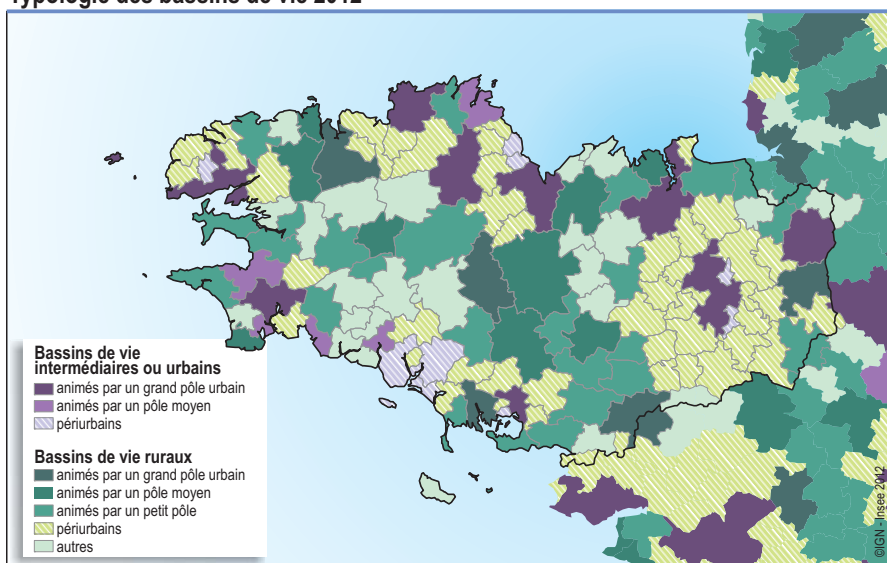 Typologie des bassins de vie 2012
Bassins de vie
intermédiaires ou urbains
animés par un grand pôle urbain
animés par un pôle moyen
périurbains
Bassins de vie ruraux
animés par un grand pôle urbain
animés par un pôle moyen
animés par un petit pôle
périurbains
autres
©IGN - Insee 2012